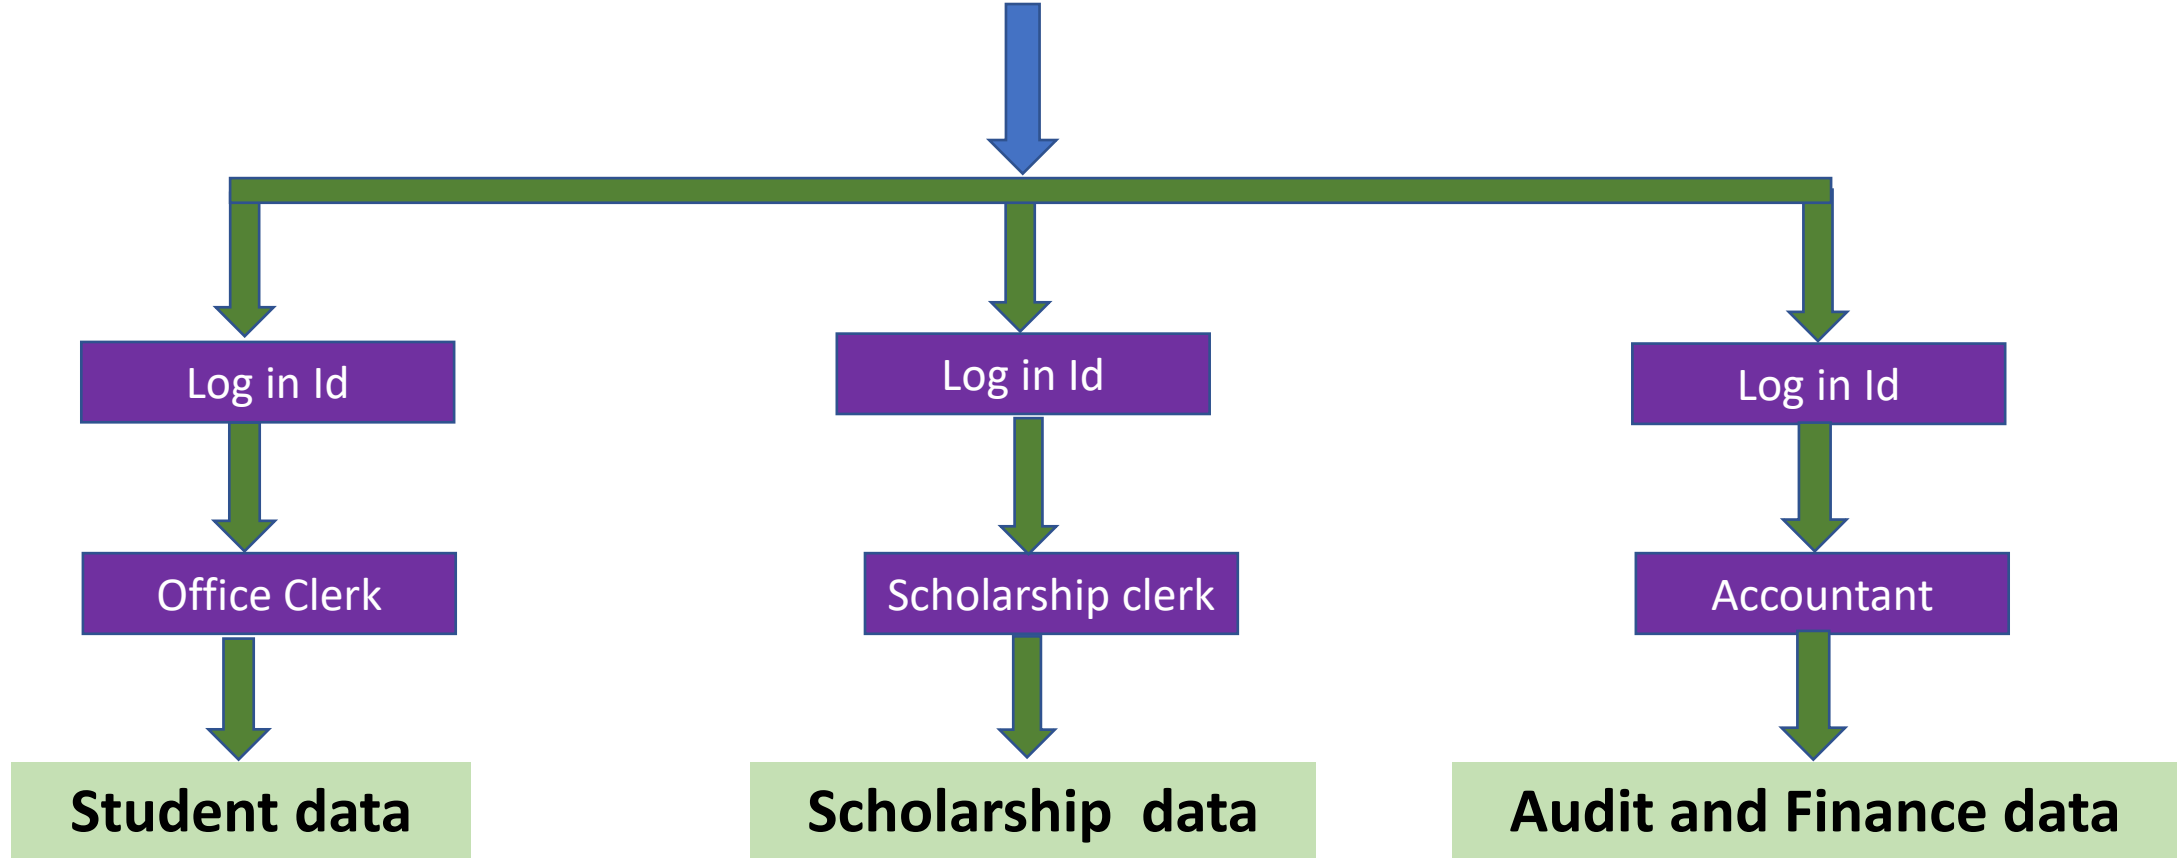 Log in Id
Log in Id
Log in Id
Office Clerk
Scholarship clerk
Accountant
Student data
Scholarship  data
Audit and Finance data